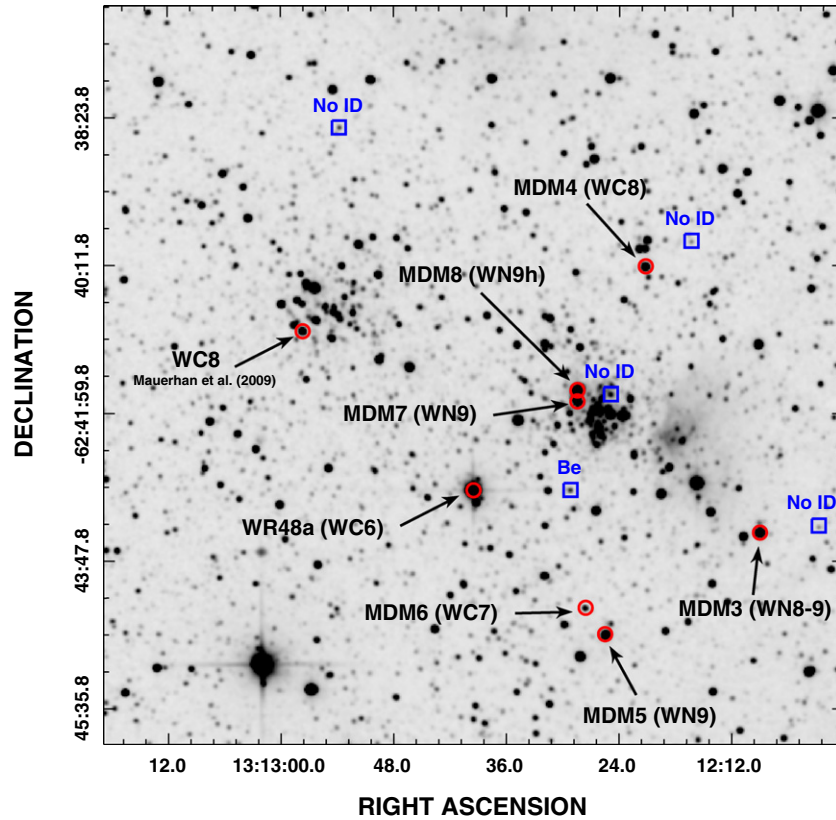 No ID
38:23.8
MDM4 (WC8)
No ID
40:11.8
MDM8 (WN9h)
WC8
Mauerhan et al. (2009)
No ID
DECLINATION
-62:41:59.8
MDM7 (WN9)
Be
No ID
WR48a (WC6)
43:47.8
MDM6 (WC7)
MDM3 (WN8-9)
45:35.8
MDM5 (WN9)
12.0
13:13:00.0
48.0
36.0
24.0
12:12.0
RIGHT ASCENSION